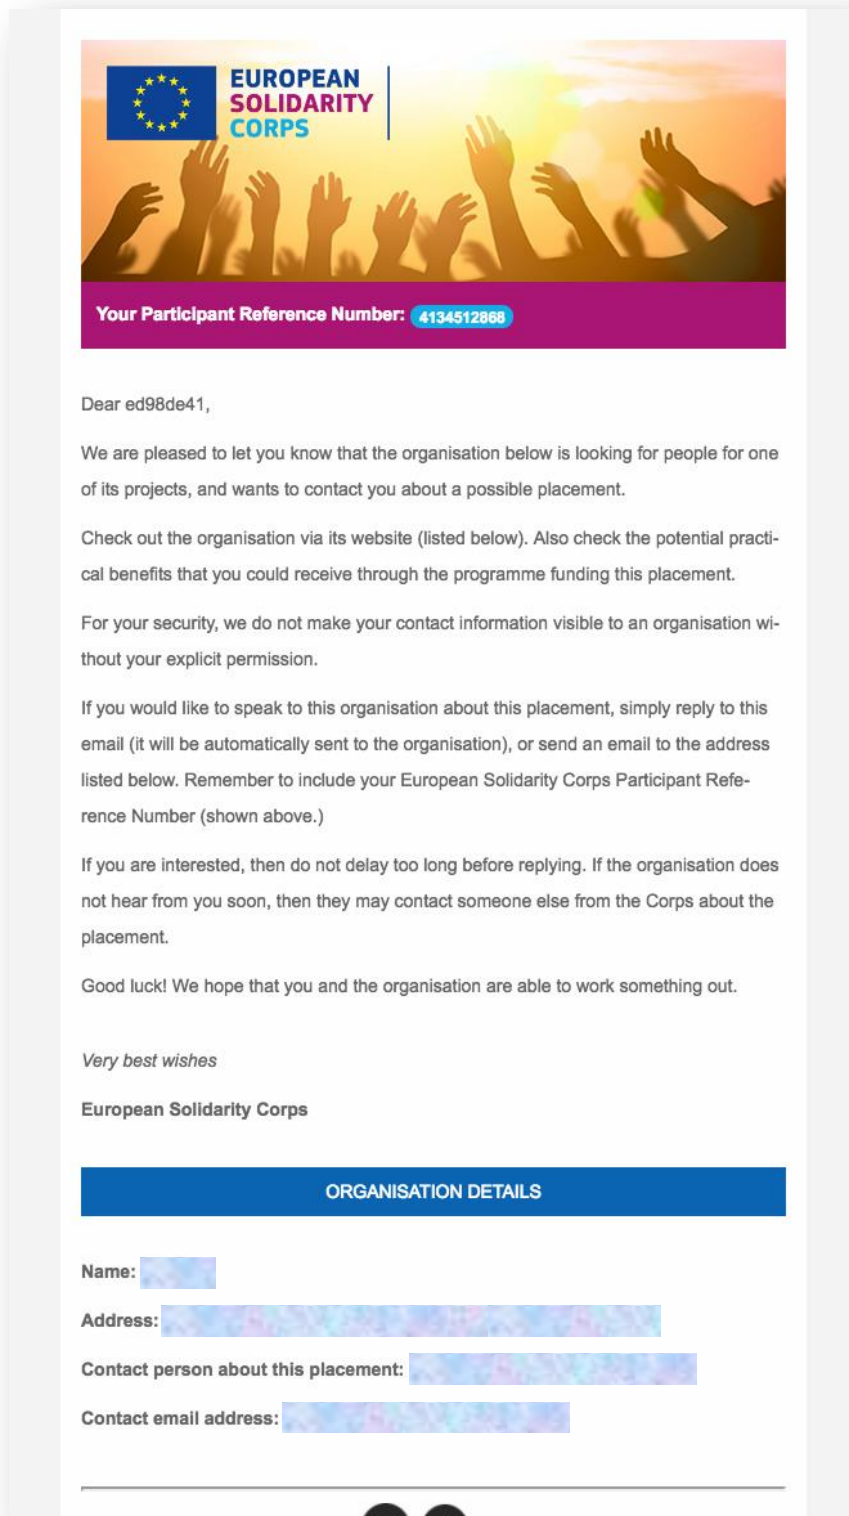 EUROPEAN
SOLIDARITY
CORPS
Your Participant Reference Number: 4134512868
Dear ed98de41,
We are pleased to let you know that the organisation below is looking for people for one
of its projects, and wants to contact you about a possible placement.
Check out the organisation via its website (listed below). Also check the potential practi-
cal benefits that you could receive through the programme funding this placement.
For your security, we do not make your contact information visible to an organisation wi-
thout your explicit permission.
If you would like to speak to this organisation about this placement, simply reply to this
email (it will be automatically sent to the organisation), or send an email to the address
listed below. Remember to include your European Solidarity Corps Participant Refe-
rence Number (shown above.)
If you are interested, then do not delay too long before replying. If the organisation does
not hear from you soon, then they may contact someone else from the Corps about the
placement.
Good luck! We hope that you and the organisation are able to work something out.
Very best wishes
European Solidarity Corps
ORGANISATION DETAILS
Name:
Address:
Contact person about this placement:
Contact email address: